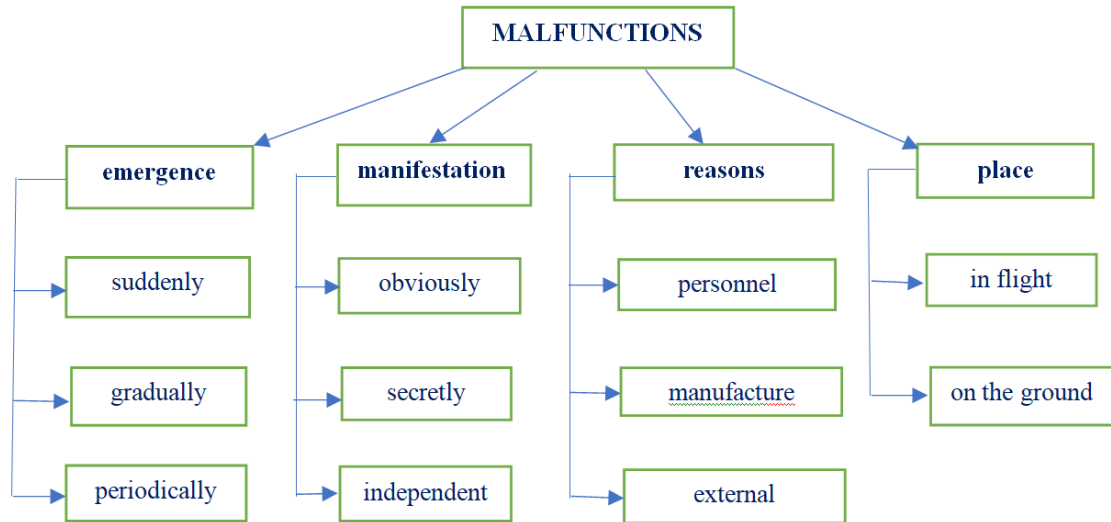 MALFUNCTIONS
emergence
manifestation
reasons
place
suddenly
obviously
personnel
in flight
gradually
secretly
manufacture
on the ground
periodically
independent
external